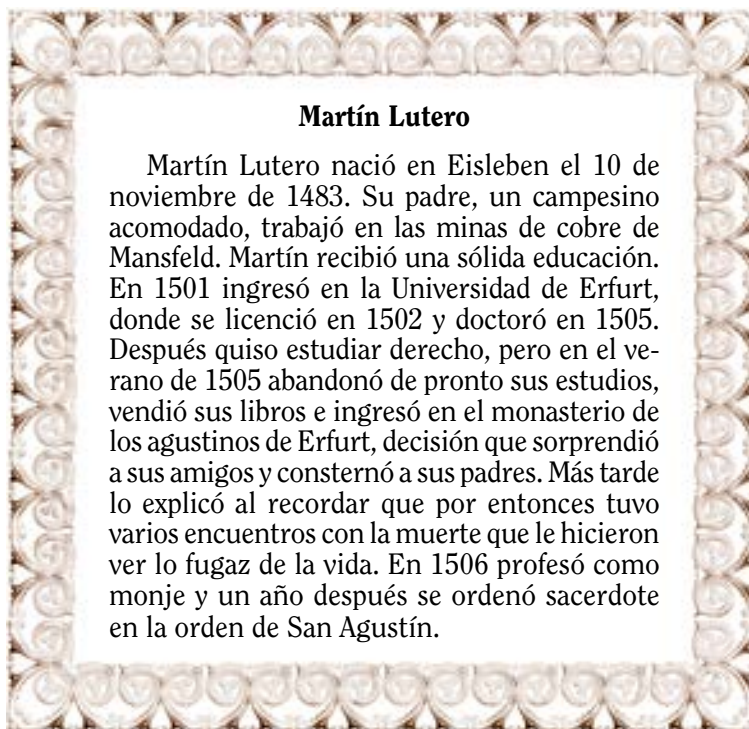 Martín Lutero
Martín Lutero nació en Eisleben el 10 de
noviembre de 1483. Su padre, un campesino
acomodado, trabajó en las minas de cobre de
Mansfeld. Martín recibió una sólida educación.
En 1501 ingresó en la Universidad de Erfurt,
donde se licenció en 1502 y doctoró en 1505.
Después quiso estudiar derecho, pero en el ve-
rano de 1505 abandonó de pronto sus estudios,
vendió sus libros e ingresó en el monasterio de
los agustinos de Erfurt, decisión que sorprendió
a sus amigos y consternó a sus padres. Más tarde
lo explicó al recordar que por entonces tuvo
varios encuentros con la muerte que le hicieron
ver lo fugaz de la vida. En 1506 profesó como
monje y un año después se ordenó sacerdote
en la orden de San Agustín.